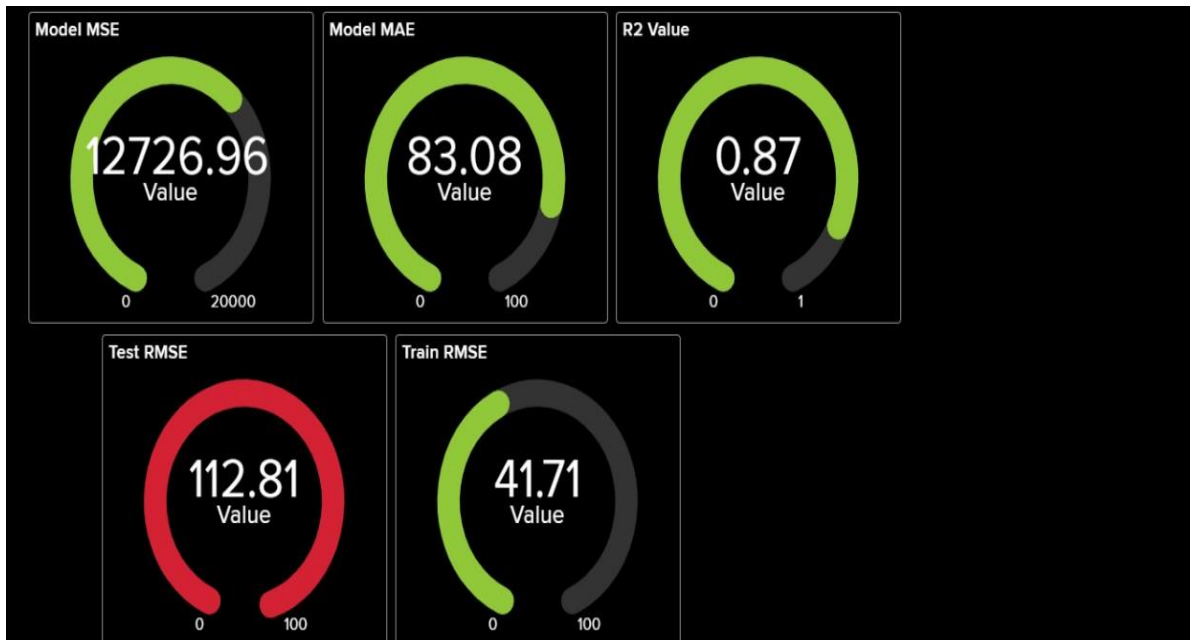 Model MSE
12726.96
Value
0
20000
Model MAE
83.08
Value
0
100
R2 Value
0.87
Value
0
1
Test RMSE
112.81
Value
0
100
Train RMSE
41.71
Value
0
100